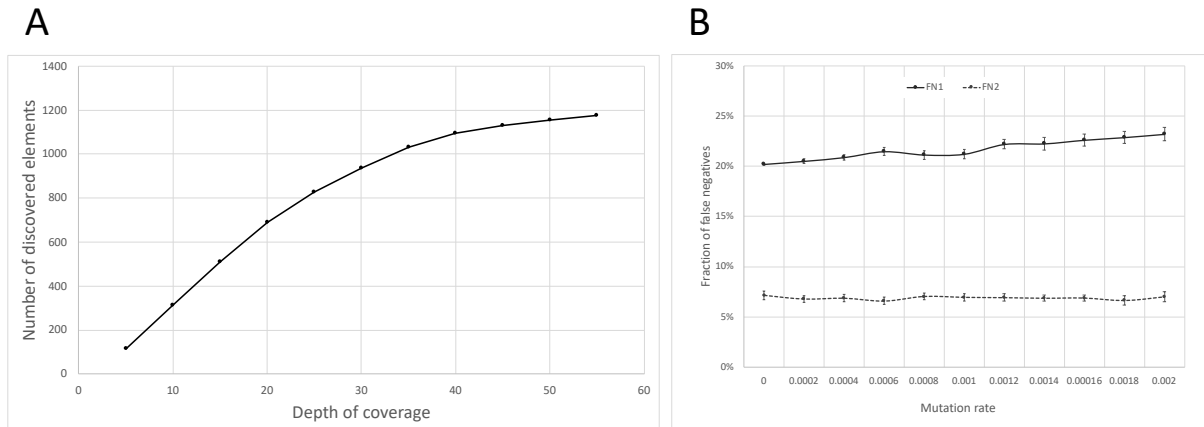 A
B
1400
1200
1000
800
600
400
200
0
0 10 20 30 40 50 60
Number of discovered elements
Depth of coverage
30%
25%
20%
15%
10%
5%
0%
FN1 FN2
Fraction of false negatives
0 0.0002 0.0004 0.0006 0.0008 0.001 0.0012 0.0014 0.00016 0.0018 0.002
Mutation rate